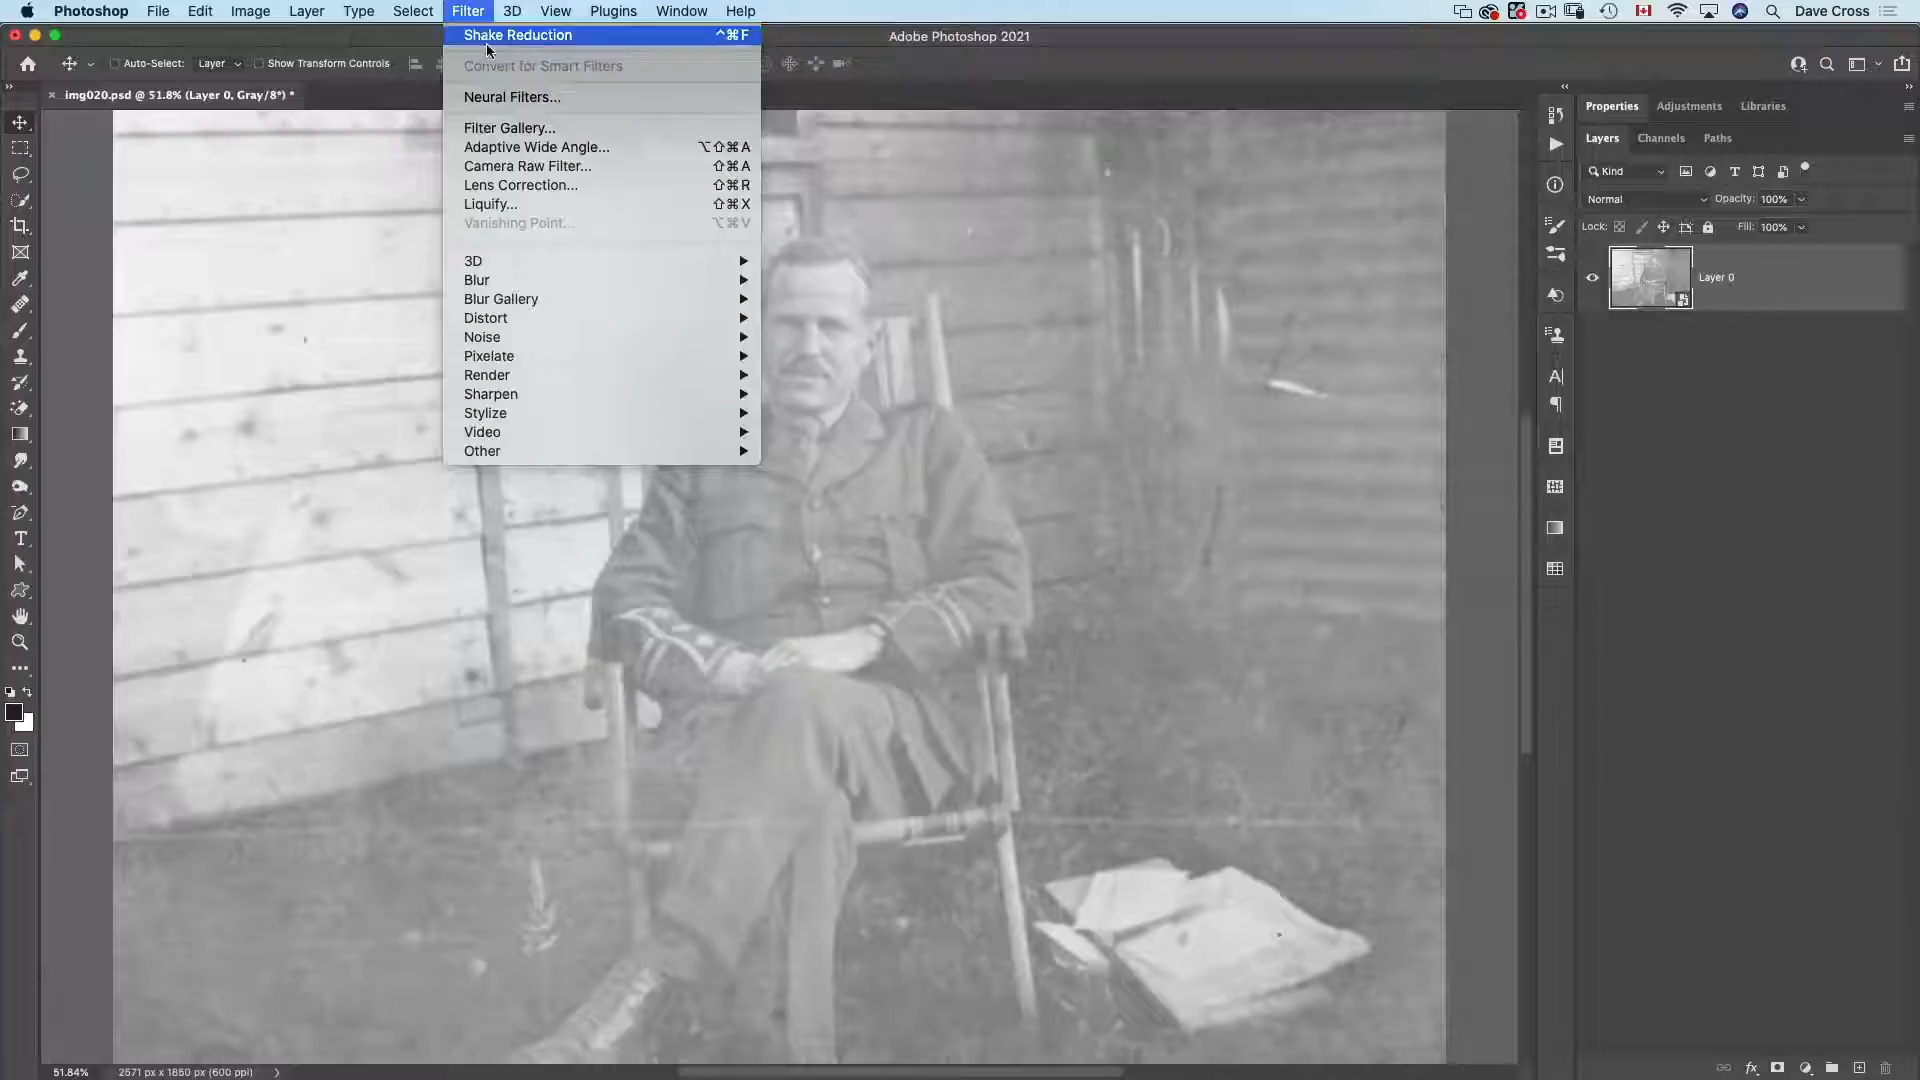 Photoshop File Edit Image Layer Type Select Filter 3D View Plugins Window Help Dave Cross
Adobe Photoshop 2021
Auto-Select: Layer Show Transform Controls
img020.psd @ 51.8% (Layer 0, Gray/8*) *
Shake Reduction ^⌘F
Convert for Smart Filters
Neural Filters...
Filter Gallery...
Adaptive Wide Angle... ⌥⇧⌘A
Camera Raw Filter... ⇧⌘A
Lens Correction... ⇧⌘R
Liquify... ⇧⌘X
Vanishing Point... ⌥⌘V
3D
Blur
Blur Gallery
Distort
Noise
Pixelate
Render
Sharpen
Stylize
Video
Other
Properties Adjustments Libraries
Layers Channels Paths
Kind
Normal Opacity: 100%
Lock: Fill: 100%
Layer 0
51.84% 2571 px x 1850 px (600 ppi)